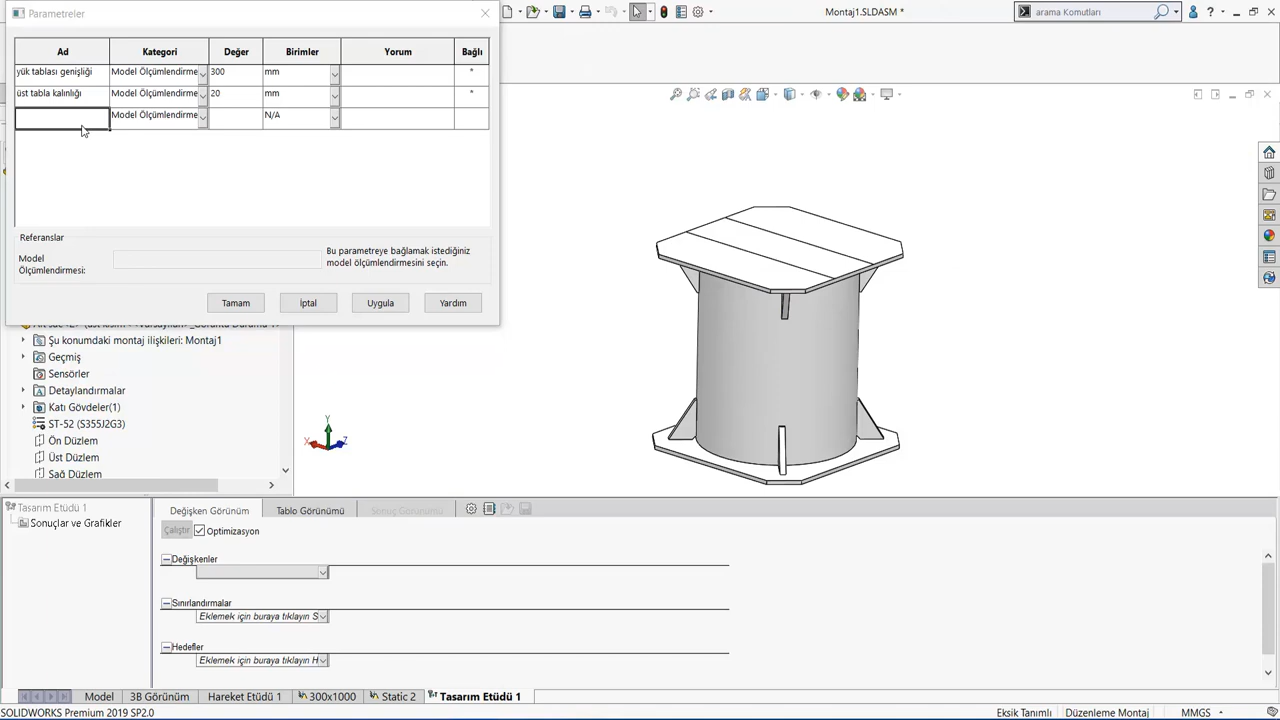 Parametreler
Montaj1.SLDASM *
arama Komutları
Ad Kategori Değer Birimler Yorum Bağlı
yük tablası genişliği Model Ölçümlendirme 300 mm *
üst tabla kalınlığı Model Ölçümlendirme 20 mm *
Model Ölçümlendirme N/A
Referanslar
Model Ölçümlendirmesi:
Bu parametreye bağlamak istediğiniz
model ölçümlendirmesini seçin.
Tamam İptal Uygula Yardım
Şu konumdaki montaj ilişkileri: Montaj1
Geçmiş
Sensörler
Detaylandırmalar
Katı Gövdeler(1)
ST-52 (S355J2G3)
Ön Düzlem
Üst Düzlem
Sağ Düzlem
Y
X
Z
Tasarım Etüdü 1
Sonuçlar ve Grafikler
Değişken Görünüm Tablo Görünümü Sonuç Görünümü
Çalıştır Optimizasyon
Değişkenler
Sınırlandırmalar
Eklemek için buraya tıklayın S
Hedefler
Eklemek için buraya tıklayın H
Model 3B Görünüm Hareket Etüdü 1 300x1000 Static 2 Tasarım Etüdü 1
SOLIDWORKS Premium 2019 SP2.0
Eksik Tanımlı Düzenleme Montaj MMGS